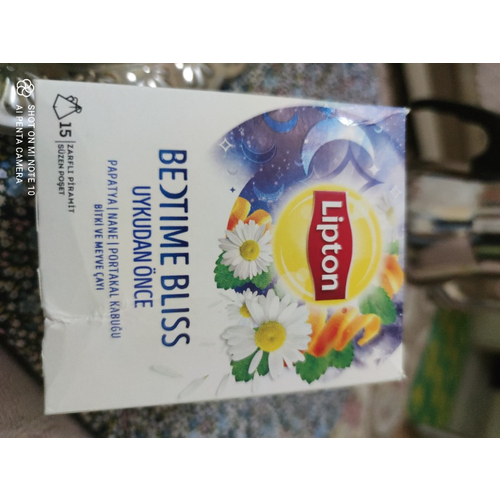 Lipton
BEDTIME BLISS
UYKUDAN ÖNCE
PAPATYA | NANE | PORTAKAL KABUĞU
BİTKİ VE MEYVE ÇAYI
15 ZARFLI PİRAMİT
SÜZEN POŞET
SHOT ON MI NOTE 10
AI PENTA CAMERA